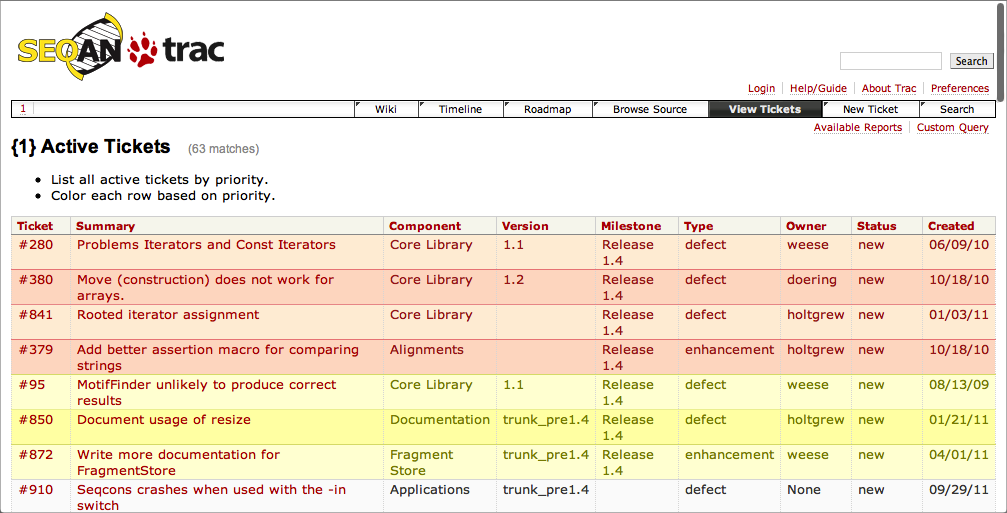 SEQAN trac
Search
Login Help/Guide About Trac Preferences
1 Wiki Timeline Roadmap Browse Source View Tickets New Ticket Search
Available Reports Custom Query
{1} Active Tickets (63 matches)
• List all active tickets by priority.
• Color each row based on priority.
Ticket Summary Component Version Milestone Type Owner Status Created
#280 Problems Iterators and Const Iterators Core Library 1.1 Release defect weese new 06/09/10
1.4
#380 Move (construction) does not work for Core Library 1.2 Release defect doering new 10/18/10
arrays. 1.4
#841 Rooted iterator assignment Core Library Release defect holtgrew new 01/03/11
1.4
#379 Add better assertion macro for comparing Alignments Release enhancement holtgrew new 10/18/10
strings 1.4
#95 MotifFinder unlikely to produce correct Core Library 1.1 Release defect weese new 08/13/09
results 1.4
#850 Document usage of resize Documentation trunk_pre1.4 Release defect holtgrew new 01/21/11
1.4
#872 Write more documentation for Fragment trunk_pre1.4 Release enhancement weese new 04/01/11
FragmentStore Store 1.4
#910 Seqcons crashes when used with the -in Applications trunk_pre1.4 defect None new 09/29/11
switch